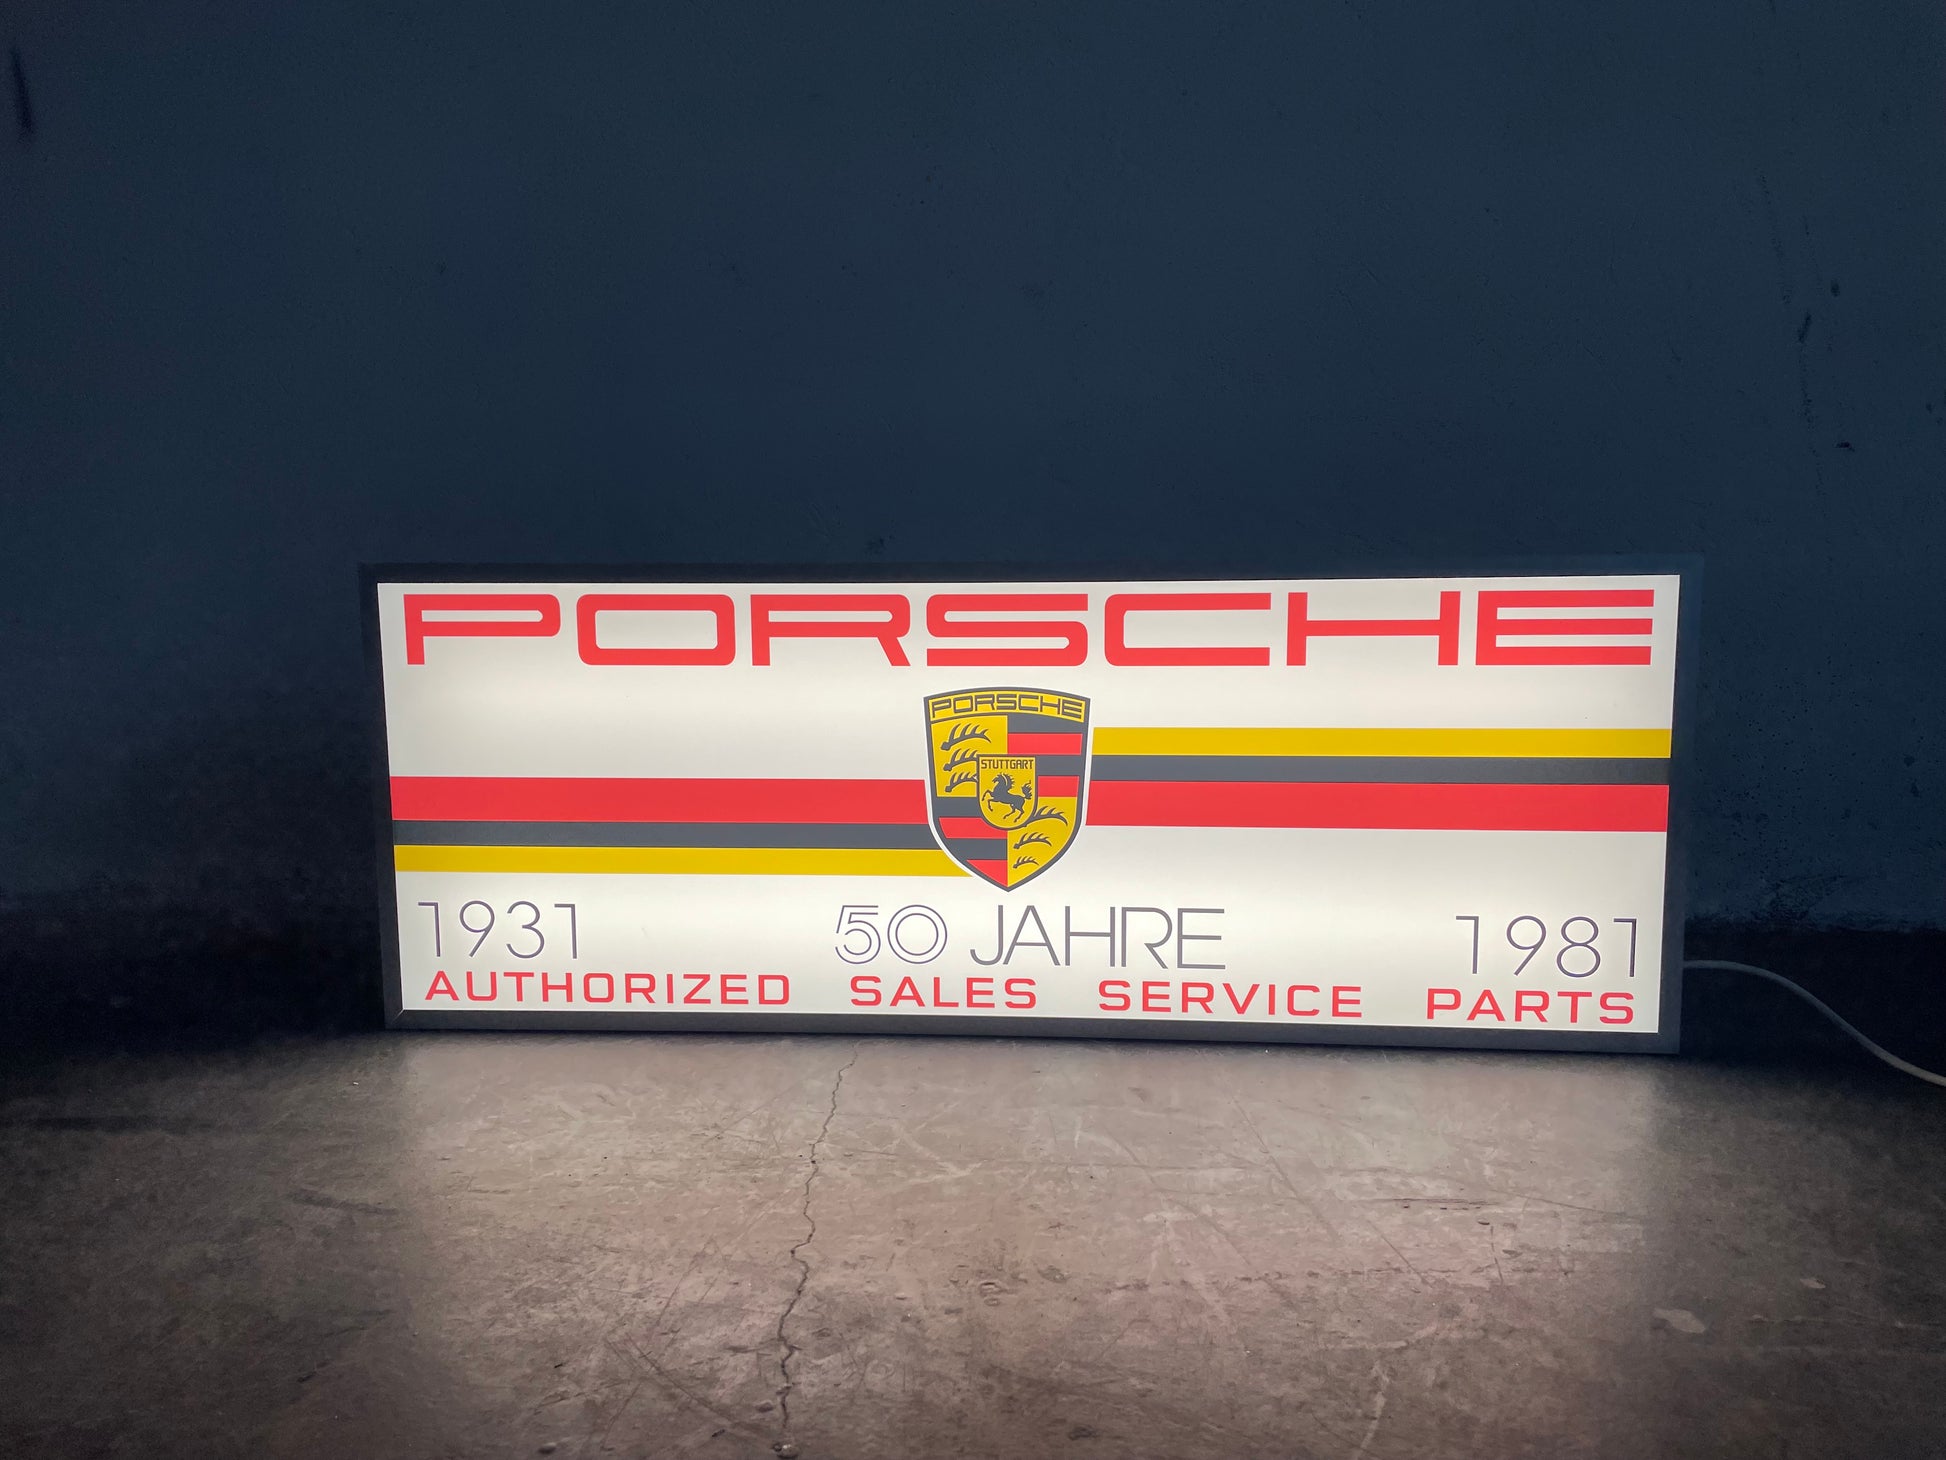 PORSCHE
PORSCHE
STUTTGART
1931 50 JAHRE 1981
AUTHORIZED SALES SERVICE PARTS